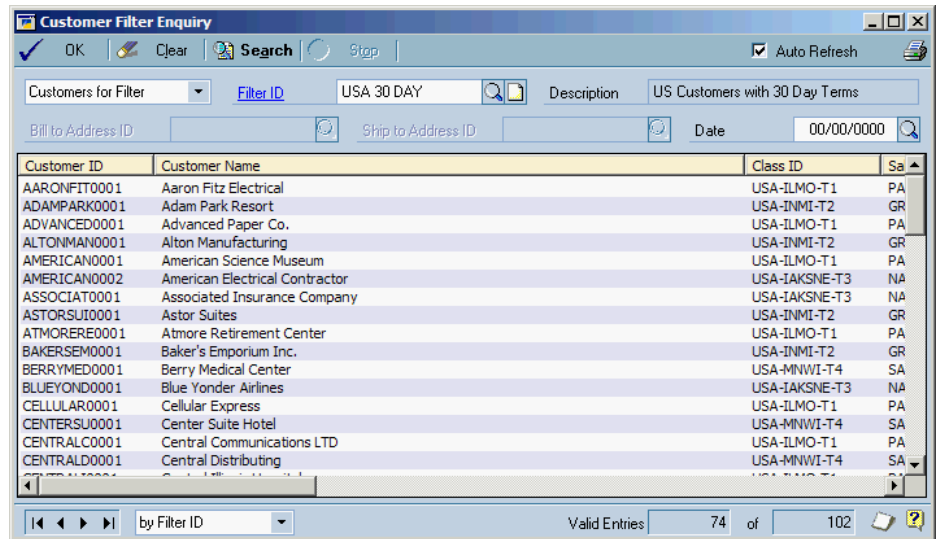 Customer Filter Enquiry
OK Clear Search Stop Auto Refresh
Customers for Filter Filter ID USA 30 DAY Description US Customers with 30 Day Terms
Bill to Address ID Ship to Address ID Date 00/00/0000
Customer ID Customer Name Class ID Sa
AARONFIT0001 Aaron Fitz Electrical USA-ILMO-T1 PA
ADAMPARK0001 Adam Park Resort USA-INMI-T2 GR
ADVANCED0001 Advanced Paper Co. USA-ILMO-T1 PA
ALTONMAN0001 Alton Manufacturing USA-INMI-T2 GR
AMERICAN0001 American Science Museum USA-ILMO-T1 PA
AMERICAN0002 American Electrical Contractor USA-IAKSNE-T3 NA
ASSOCIAT0001 Associated Insurance Company USA-IAKSNE-T3 NA
ASTORSUI0001 Astor Suites USA-INMI-T2 GR
ATMORERE0001 Atmore Retirement Center USA-ILMO-T1 PA
BAKERSEM0001 Baker's Emporium Inc. USA-INMI-T2 GR
BERRYMED0001 Berry Medical Center USA-MNWI-T4 SA
BLUEYOND0001 Blue Yonder Airlines USA-IAKSNE-T3 NA
CELLULAR0001 Cellular Express USA-ILMO-T1 PA
CENTERSU0001 Center Suite Hotel USA-MNWI-T4 SA
CENTRALC0001 Central Communications LTD USA-ILMO-T1 PA
CENTRALD0001 Central Distributing USA-MNWI-T4 SA
by Filter ID Valid Entries 74 of 102